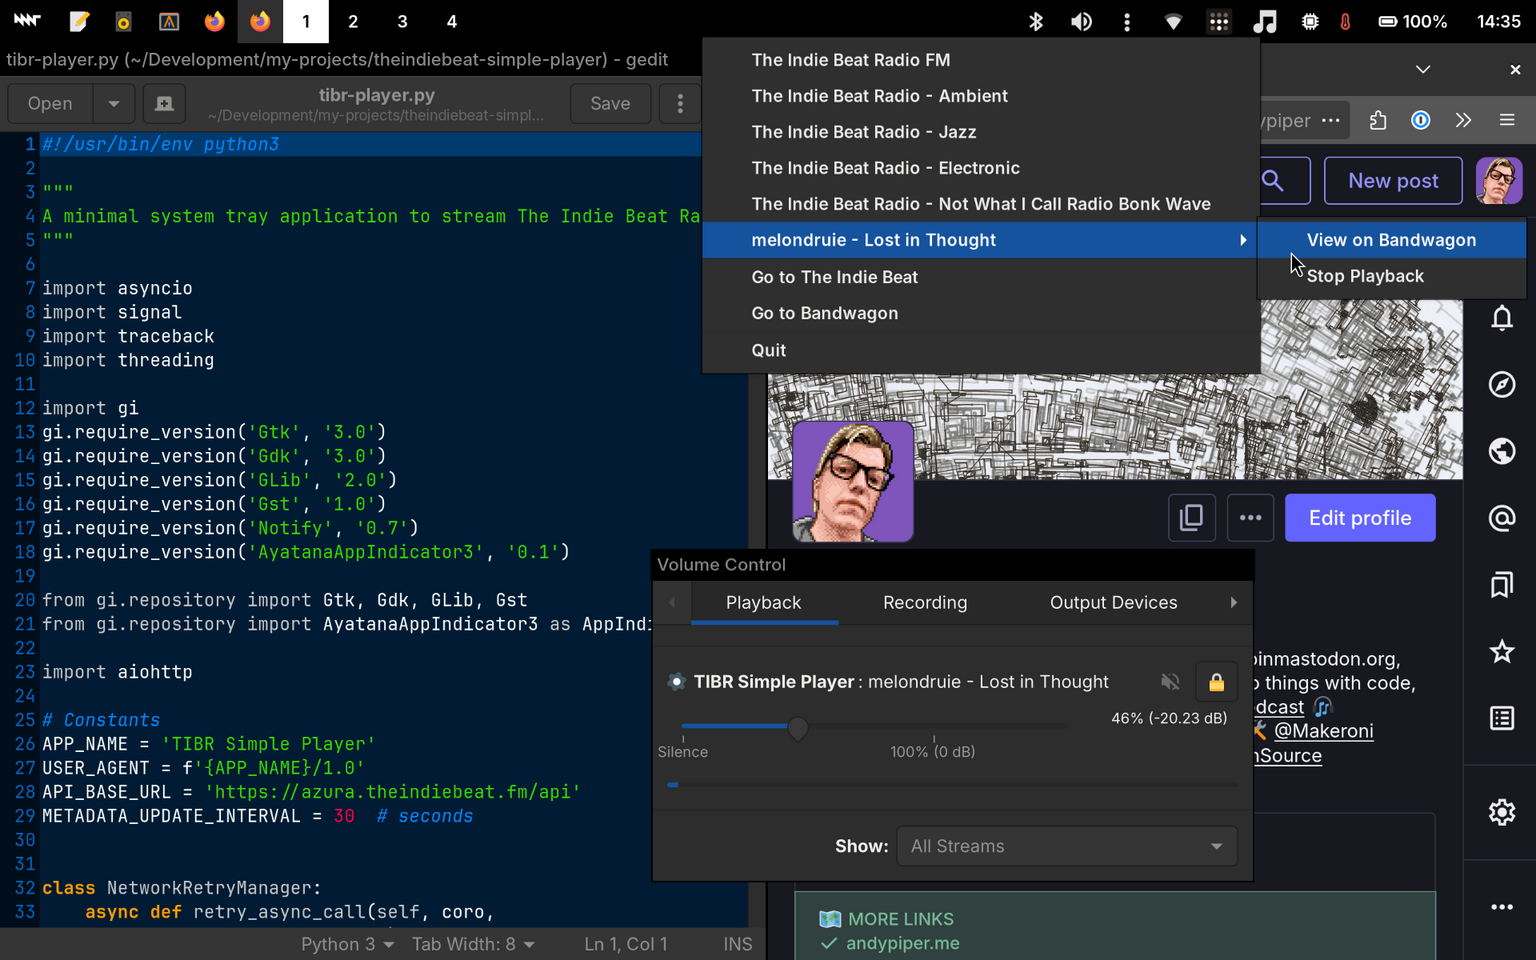 1
2
3
4
100%
14:35
tibr-player.py (~/Development/my-projects/theindiebeat-simple-player) - gedit
Open
tibr-player.py
~/Development/my-projects/theindiebeat-simpl...
Save
1 #!/usr/bin/env python3
2
3 """
4 A minimal system tray application to stream The Indie Beat Ra
5 """
6
7 import asyncio
8 import signal
9 import traceback
10 import threading
11
12 import gi
13 gi.require_version('Gtk', '3.0')
14 gi.require_version('Gdk', '3.0')
15 gi.require_version('GLib', '2.0')
16 gi.require_version('Gst', '1.0')
17 gi.require_version('Notify', '0.7')
18 gi.require_version('AyatanaAppIndicator3', '0.1')
19
20 from gi.repository import Gtk, Gdk, GLib, Gst
21 from gi.repository import AyatanaAppIndicator3 as AppIndi
22
23 import aiohttp
24
25 # Constants
26 APP_NAME = 'TIBR Simple Player'
27 USER_AGENT = f'{APP_NAME}/1.0'
28 API_BASE_URL = 'https://azura.theindiebeat.fm/api'
29 METADATA_UPDATE_INTERVAL = 30  # seconds
30
31
32 class NetworkRetryManager:
33     async def retry_async_call(self, coro,
Python 3
Tab Width: 8
Ln 1, Col 1
INS
The Indie Beat Radio FM
The Indie Beat Radio - Ambient
The Indie Beat Radio - Jazz
The Indie Beat Radio - Electronic
The Indie Beat Radio - Not What I Call Radio Bonk Wave
melondruie - Lost in Thought
Go to The Indie Beat
Go to Bandwagon
Quit
View on Bandwagon
Stop Playback
ypiper
New post
Edit profile
Volume Control
Playback
Recording
Output Devices
TIBR Simple Player : melondruie - Lost in Thought
46% (-20.23 dB)
Silence
100% (0 dB)
Show:
All Streams
oinmastodon.org,
o things with code,
dcast
@Makeroni
nSource
MORE LINKS
andypiper.me